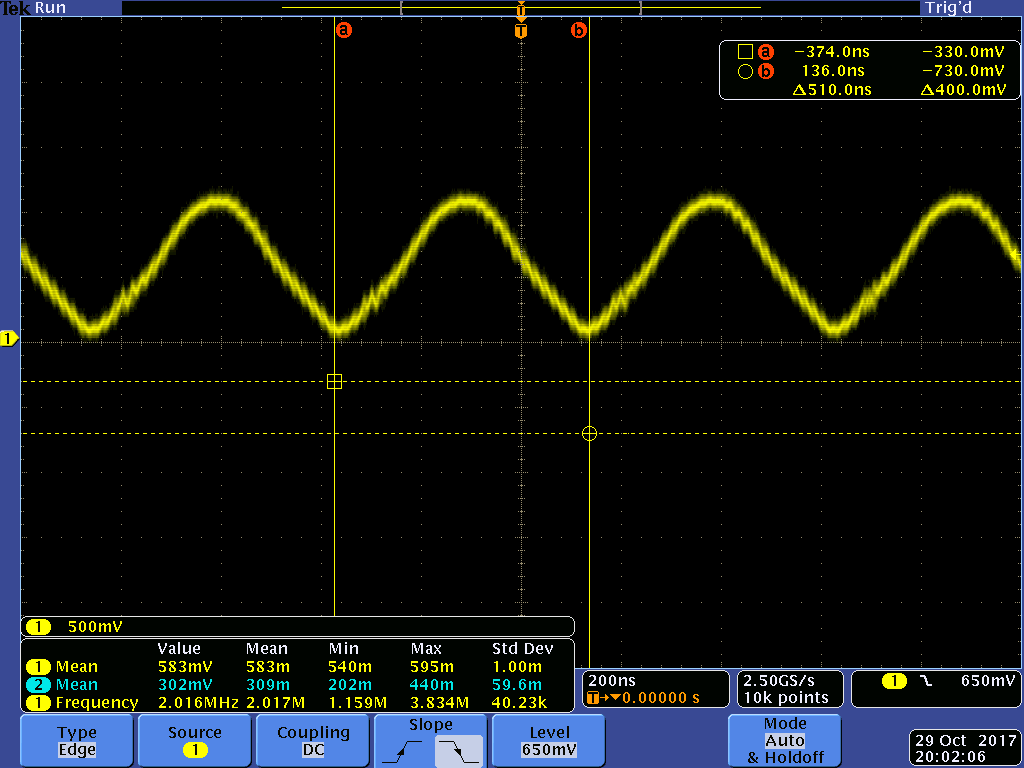 Tek Run Trig'd
T
a T b
a −374.0ns −330.0mV
b 136.0ns −730.0mV
Δ510.0ns Δ400.0mV
1
1 500mV
Value Mean Min Max Std Dev
1 Mean 583mV 583m 540m 595m 1.00m
2 Mean 302mV 309m 202m 440m 59.6m
1 Frequency 2.016MHz 2.017M 1.159M 3.834M 40.23k
200ns
T→▼0.00000 s
2.50GS/s
10k points
1 650mV
Type
Edge
Source
1
Coupling
DC
Slope
Level
650mV
Mode
Auto
& Holdoff
29 Oct 2017
20:02:06